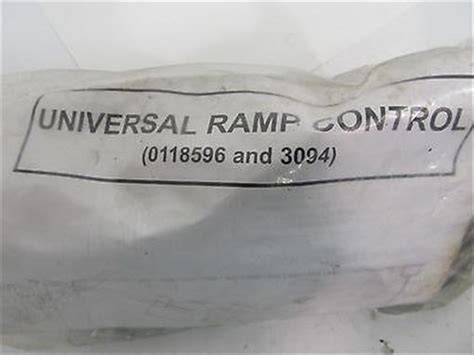 UNIVERSAL RAMP CONTROL
(0118596 and 3094)